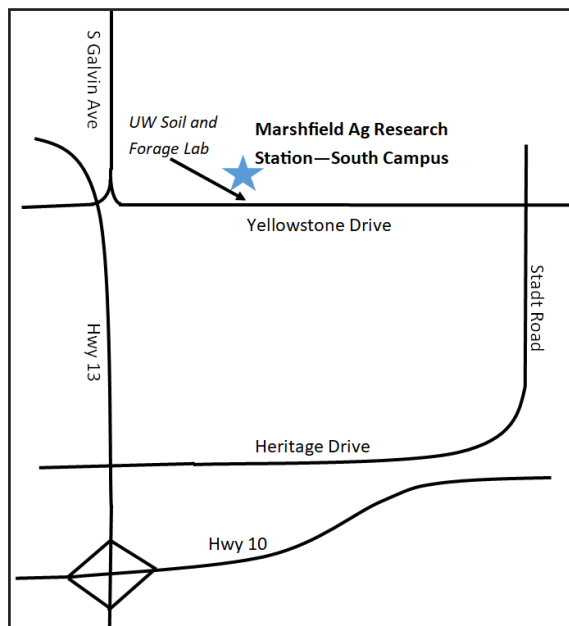 S Galvin Ave
UW Soil and
Forage Lab
Marshfield Ag Research
Station—South Campus
Yellowstone Drive
Hwy 13
Stadt Road
Heritage Drive
Hwy 10